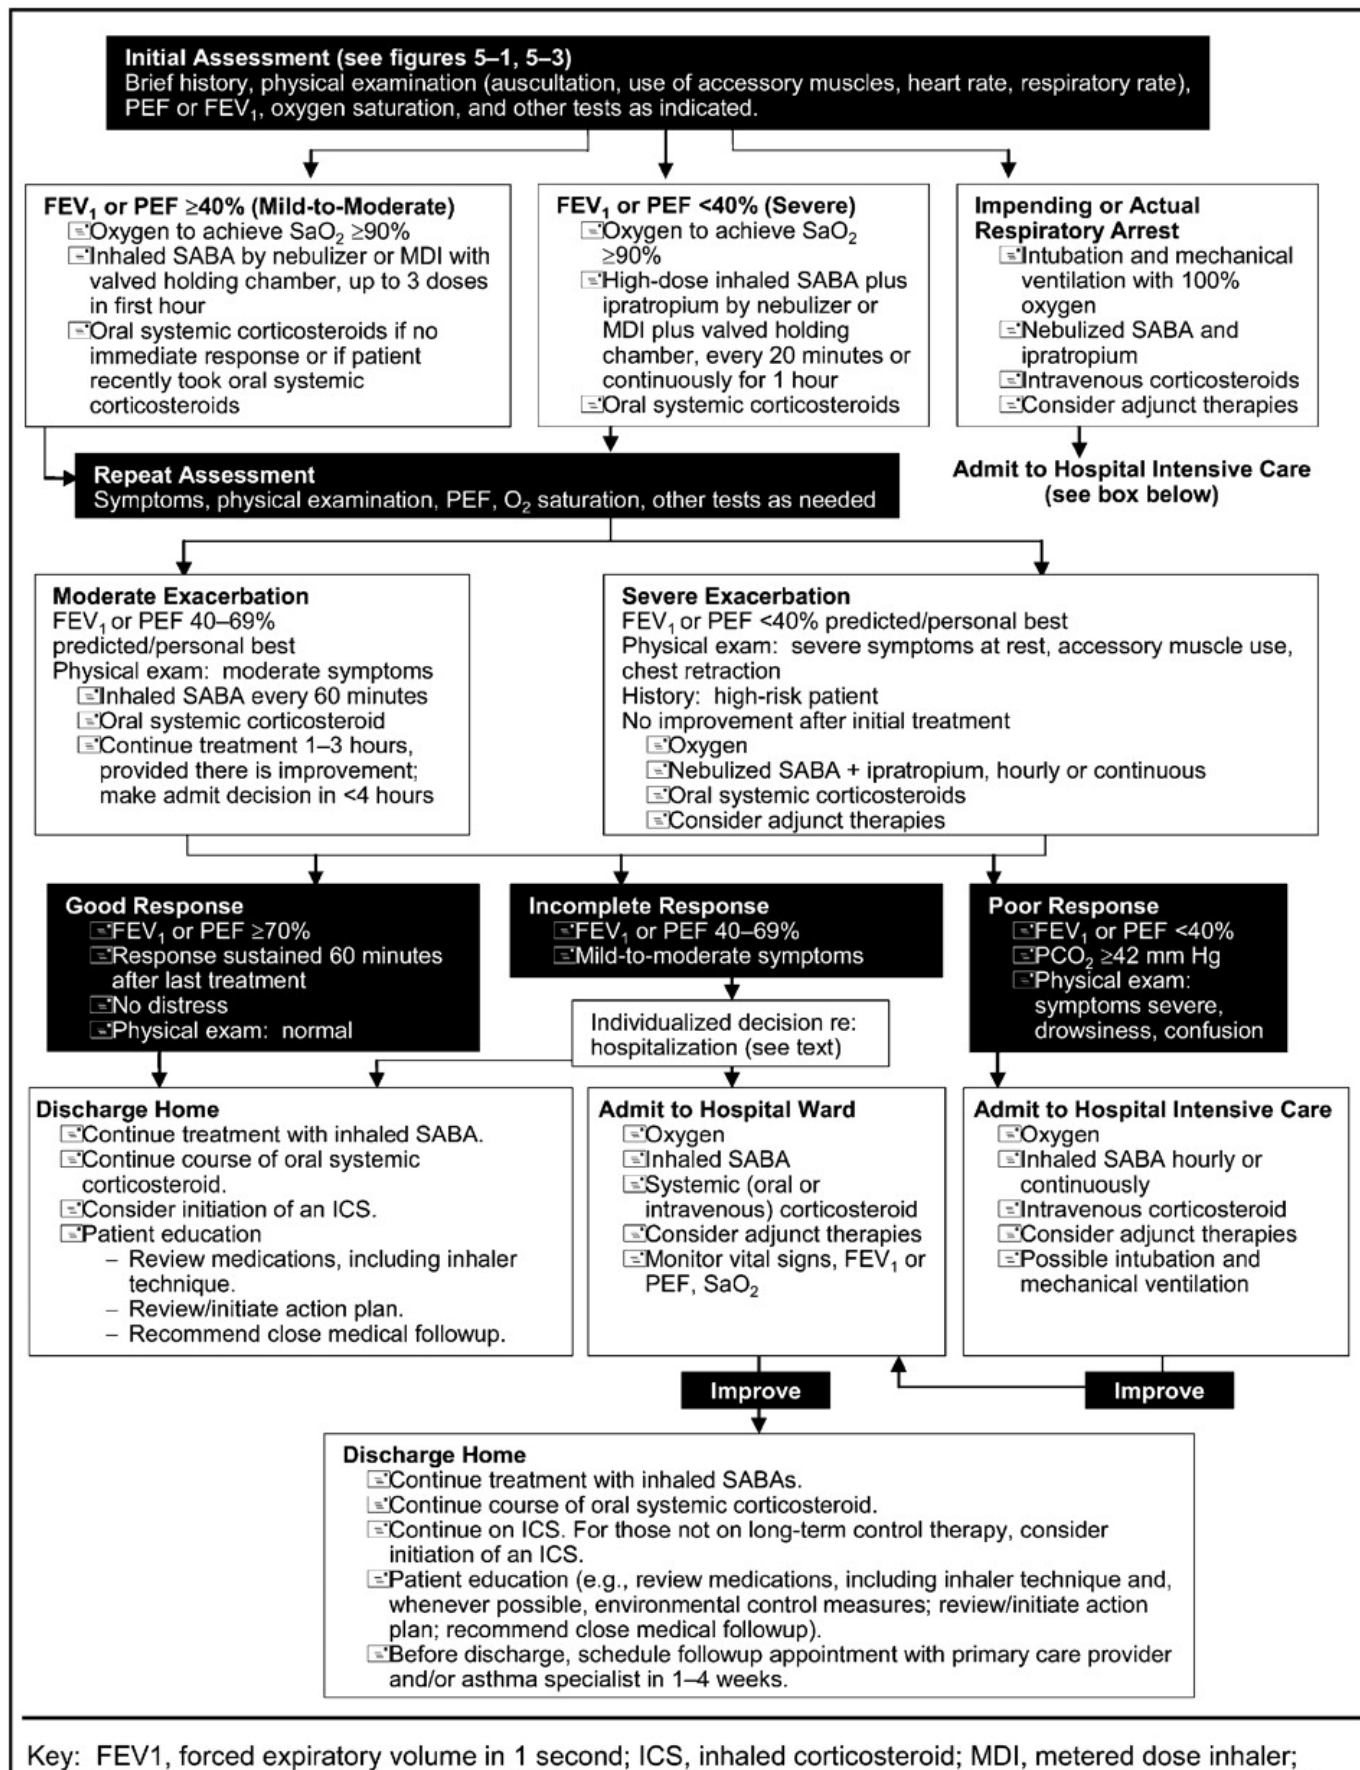 Initial Assessment (see figures 5–1, 5–3)
Brief history, physical examination (auscultation, use of accessory muscles, heart rate, respiratory rate),
PEF or FEV₁, oxygen saturation, and other tests as indicated.
FEV₁ or PEF ≥40% (Mild-to-Moderate)
Oxygen to achieve SaO₂ ≥90%
Inhaled SABA by nebulizer or MDI with
valved holding chamber, up to 3 doses
in first hour
Oral systemic corticosteroids if no
immediate response or if patient
recently took oral systemic
corticosteroids
FEV₁ or PEF <40% (Severe)
Oxygen to achieve SaO₂
≥90%
High-dose inhaled SABA plus
ipratropium by nebulizer or
MDI plus valved holding
chamber, every 20 minutes or
continuously for 1 hour
Oral systemic corticosteroids
Impending or Actual
Respiratory Arrest
Intubation and mechanical
ventilation with 100%
oxygen
Nebulized SABA and
ipratropium
Intravenous corticosteroids
Consider adjunct therapies
Admit to Hospital Intensive Care
(see box below)
Repeat Assessment
Symptoms, physical examination, PEF, O₂ saturation, other tests as needed
Moderate Exacerbation
FEV₁ or PEF 40–69%
predicted/personal best
Physical exam: moderate symptoms
Inhaled SABA every 60 minutes
Oral systemic corticosteroid
Continue treatment 1–3 hours,
provided there is improvement;
make admit decision in <4 hours
Severe Exacerbation
FEV₁ or PEF <40% predicted/personal best
Physical exam: severe symptoms at rest, accessory muscle use,
chest retraction
History: high-risk patient
No improvement after initial treatment
Oxygen
Nebulized SABA + ipratropium, hourly or continuous
Oral systemic corticosteroids
Consider adjunct therapies
Good Response
FEV₁ or PEF ≥70%
Response sustained 60 minutes
after last treatment
No distress
Physical exam: normal
Incomplete Response
FEV₁ or PEF 40–69%
Mild-to-moderate symptoms
Poor Response
FEV₁ or PEF <40%
PCO₂ ≥42 mm Hg
Physical exam:
symptoms severe,
drowsiness, confusion
Individualized decision re:
hospitalization (see text)
Discharge Home
Continue treatment with inhaled SABA.
Continue course of oral systemic
corticosteroid.
Consider initiation of an ICS.
Patient education
– Review medications, including inhaler
technique.
– Review/initiate action plan.
– Recommend close medical followup.
Admit to Hospital Ward
Oxygen
Inhaled SABA
Systemic (oral or
intravenous) corticosteroid
Consider adjunct therapies
Monitor vital signs, FEV₁ or
PEF, SaO₂
Admit to Hospital Intensive Care
Oxygen
Inhaled SABA hourly or
continuously
Intravenous corticosteroid
Consider adjunct therapies
Possible intubation and
mechanical ventilation
Improve
Improve
Discharge Home
Continue treatment with inhaled SABAs.
Continue course of oral systemic corticosteroid.
Continue on ICS. For those not on long-term control therapy, consider
initiation of an ICS.
Patient education (e.g., review medications, including inhaler technique and,
whenever possible, environmental control measures; review/initiate action
plan; recommend close medical followup).
Before discharge, schedule followup appointment with primary care provider
and/or asthma specialist in 1–4 weeks.
Key: FEV1, forced expiratory volume in 1 second; ICS, inhaled corticosteroid; MDI, metered dose inhaler;